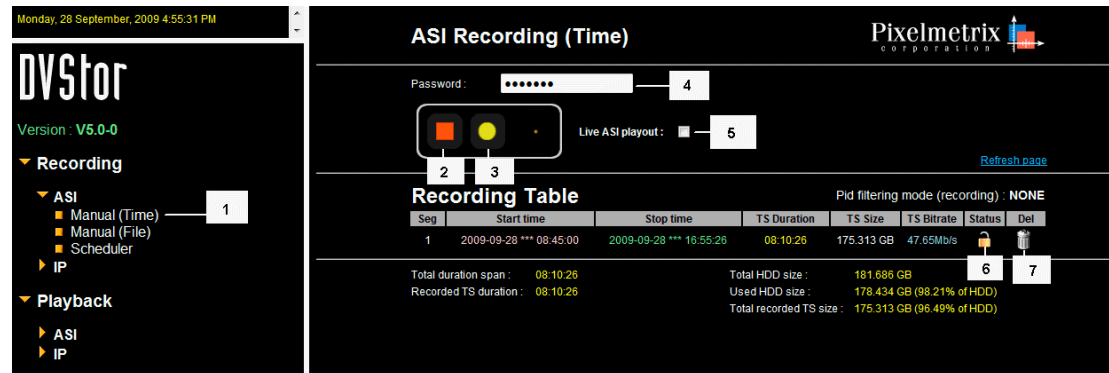 Monday, 28 September, 2009 4:55:31 PM
DVStor
Version : V5.0-0
Recording
ASI
Manual (Time)
1
Manual (File)
Scheduler
IP
Playback
ASI
IP
ASI Recording (Time)
Pixelmetrix
corporation
Password :
4
Live ASI playout :
5
2
3
Refresh page
Recording Table
Pid filtering mode (recording) : NONE
Seg Start time Stop time TS Duration TS Size TS Bitrate Status Del
1 2009-09-28 *** 08:45:00 2009-09-28 *** 16:55:26 08:10:26 175.313 GB 47.65Mb/s
6
7
Total duration span : 08:10:26
Total HDD size : 181.686 GB
Recorded TS duration : 08:10:26
Used HDD size : 178.434 GB (98.21% of HDD)
Total recorded TS size : 175.313 GB (96.49% of HDD)